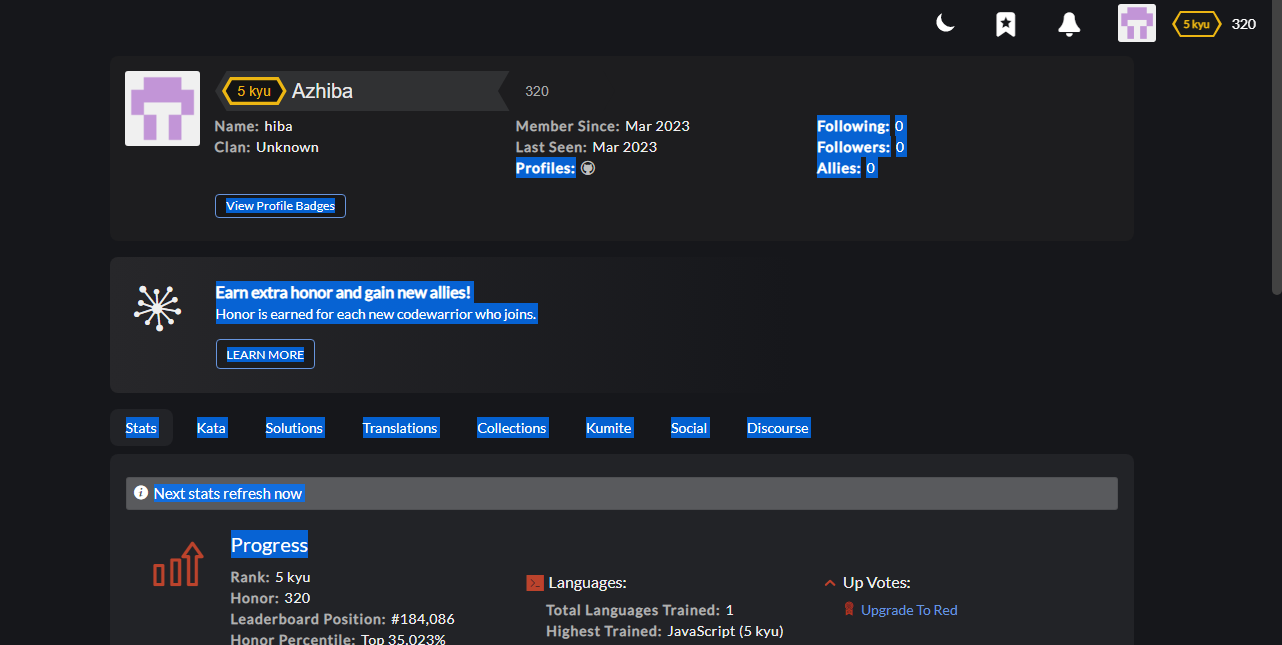 5 kyu 320
5 kyu Azhiba 320
Name: hiba
Clan: Unknown
Member Since: Mar 2023
Last Seen: Mar 2023
Profiles:
Following: 0
Followers: 0
Allies: 0
View Profile Badges
Earn extra honor and gain new allies!
Honor is earned for each new codewarrior who joins.
LEARN MORE
Stats Kata Solutions Translations Collections Kumite Social Discourse
Next stats refresh now
Progress
Rank: 5 kyu
Honor: 320
Leaderboard Position: #184,086
Honor Percentile: Top 35.023%
Languages:
Total Languages Trained: 1
Highest Trained: JavaScript (5 kyu)
Up Votes:
Upgrade To Red